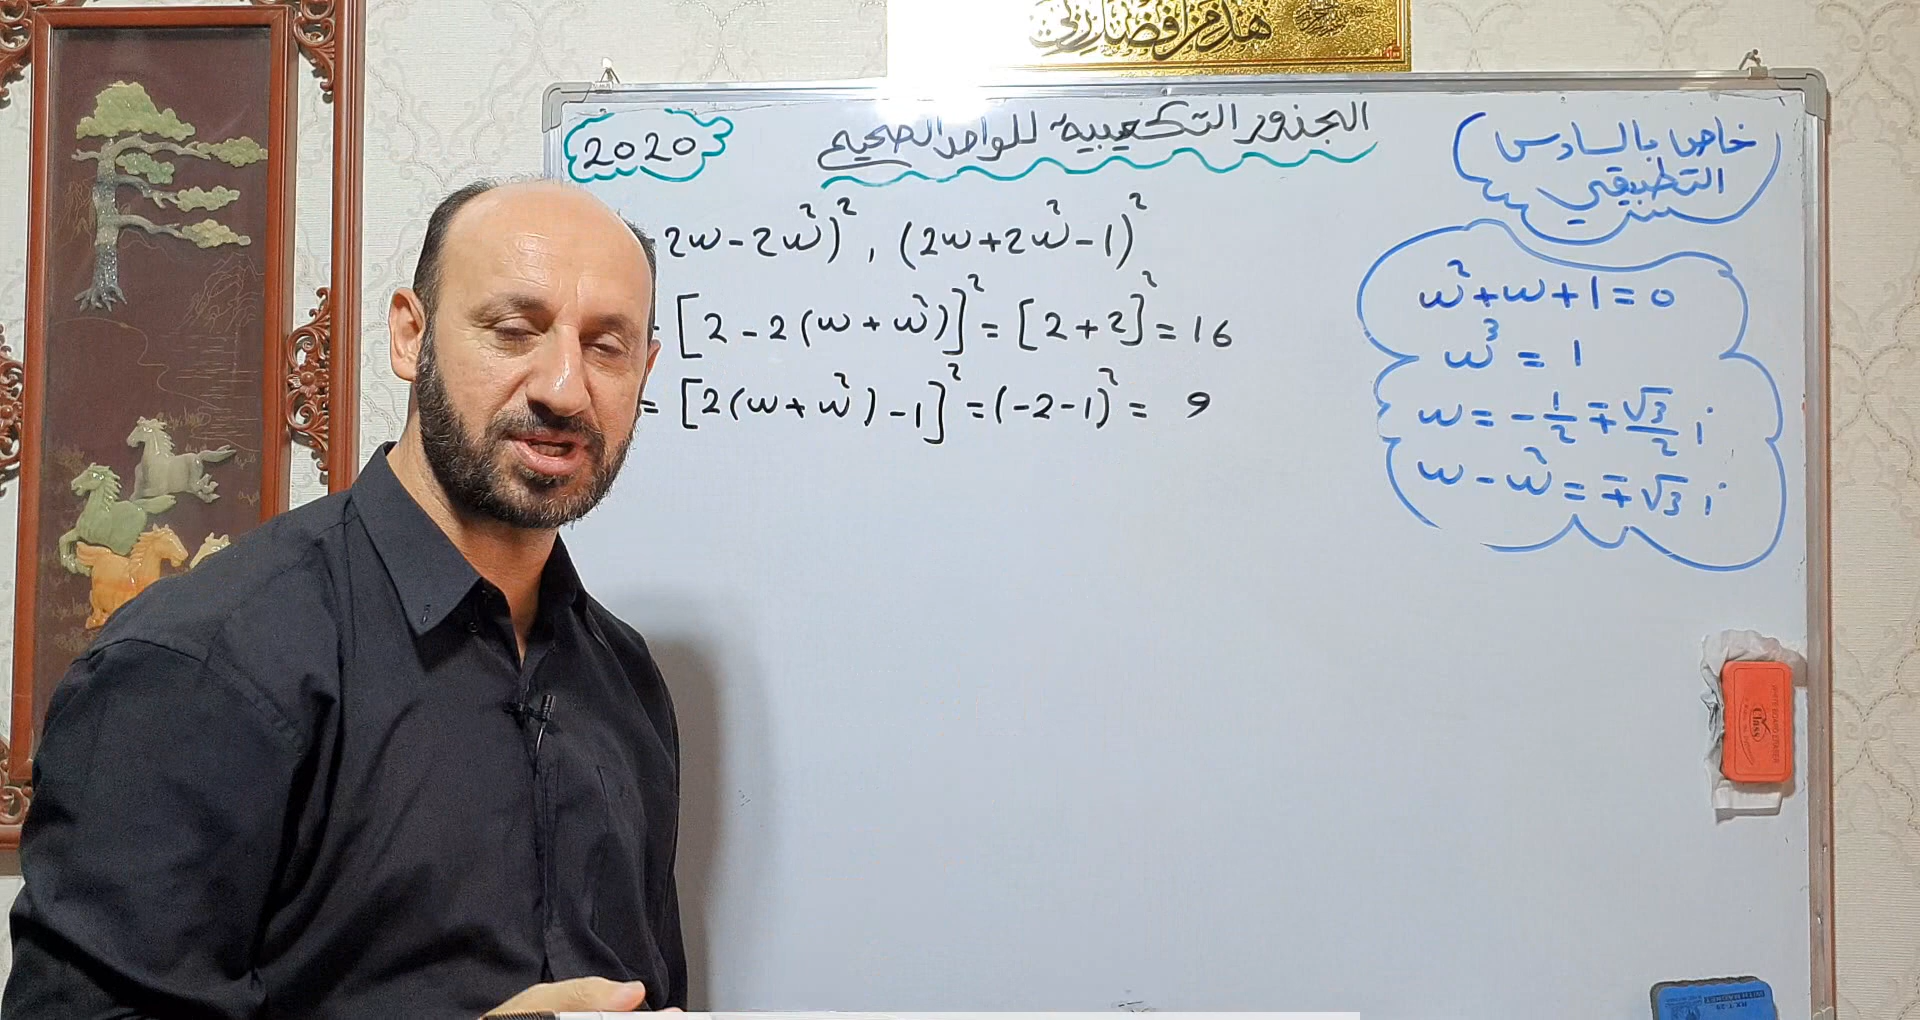 هذا من فضل ربي
الجذور التكعيبية للواحد الصحيح
2020
خاص بالسادس
التطبيقي
2w - 2w²)² , (2w + 2w² - 1)²
[2 - 2(w + w²)]² = [2 + 2]² = 16
= [2(w + w²) - 1]² = (-2 - 1)² = 9
w² + w + 1 = 0
w³ = 1
w = -1/2 ∓ √3/2 i
w - w² = ∓√3 i
Class